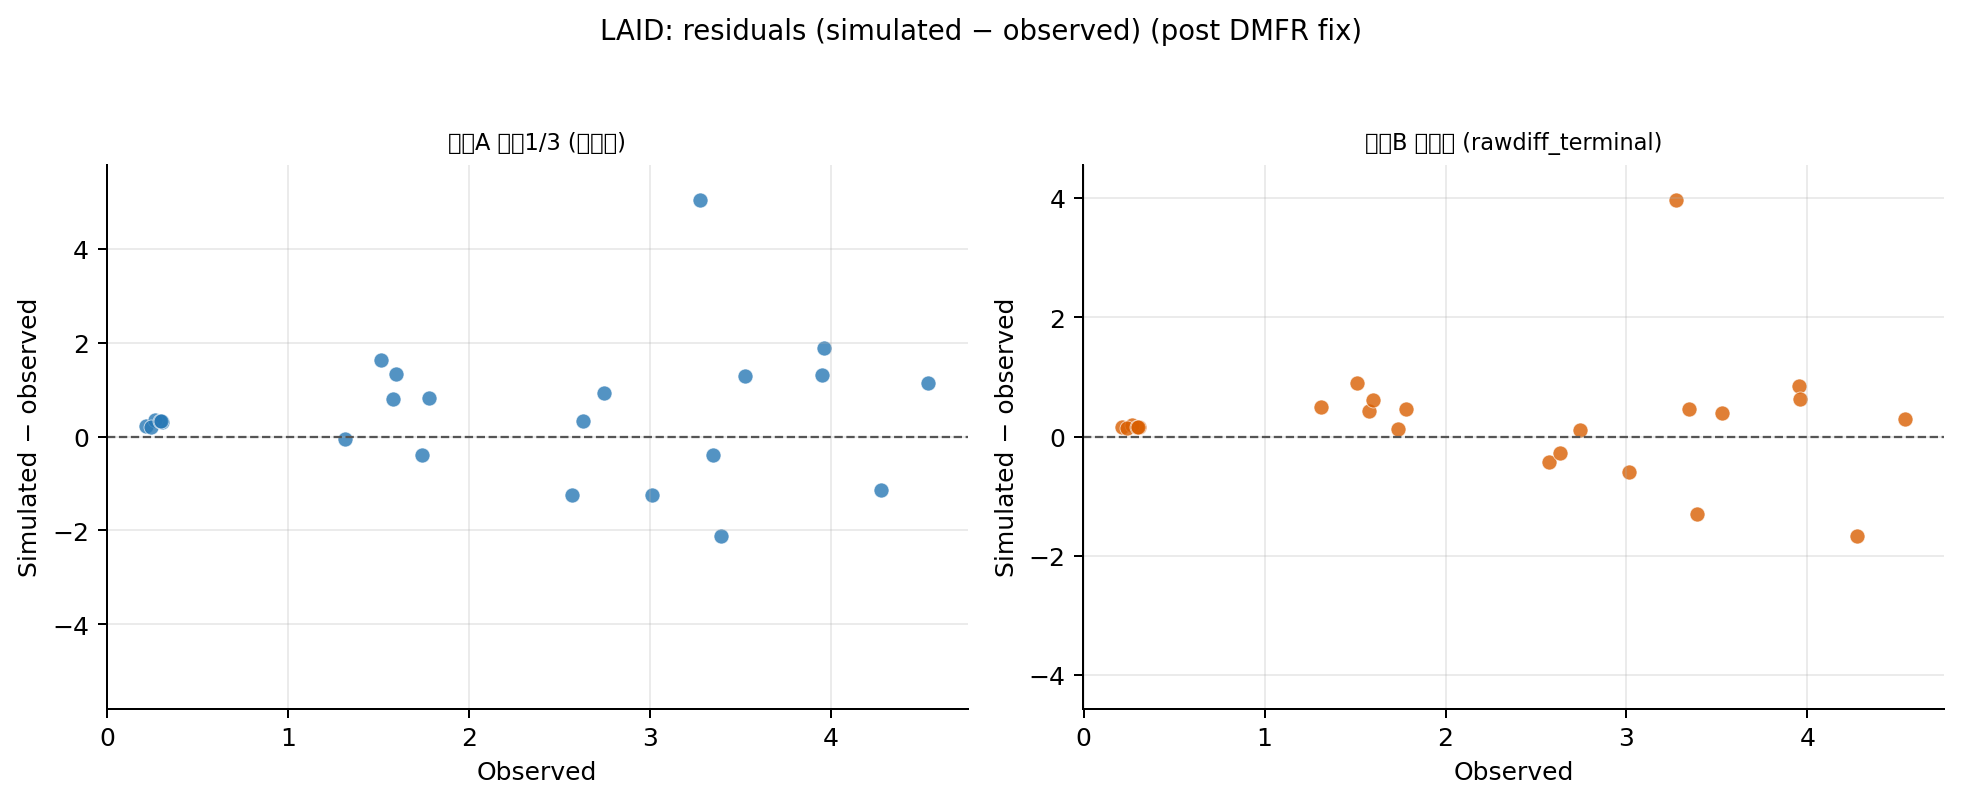 LAID: residuals (simulated − observed) (post DMFR fix)
A 1/3
B (rawdiff_terminal)
Simulated − observed
4
2
0
−2
−4
0 1 2 3 4
Observed
Simulated − observed
4
2
0
−2
−4
0 1 2 3 4
Observed